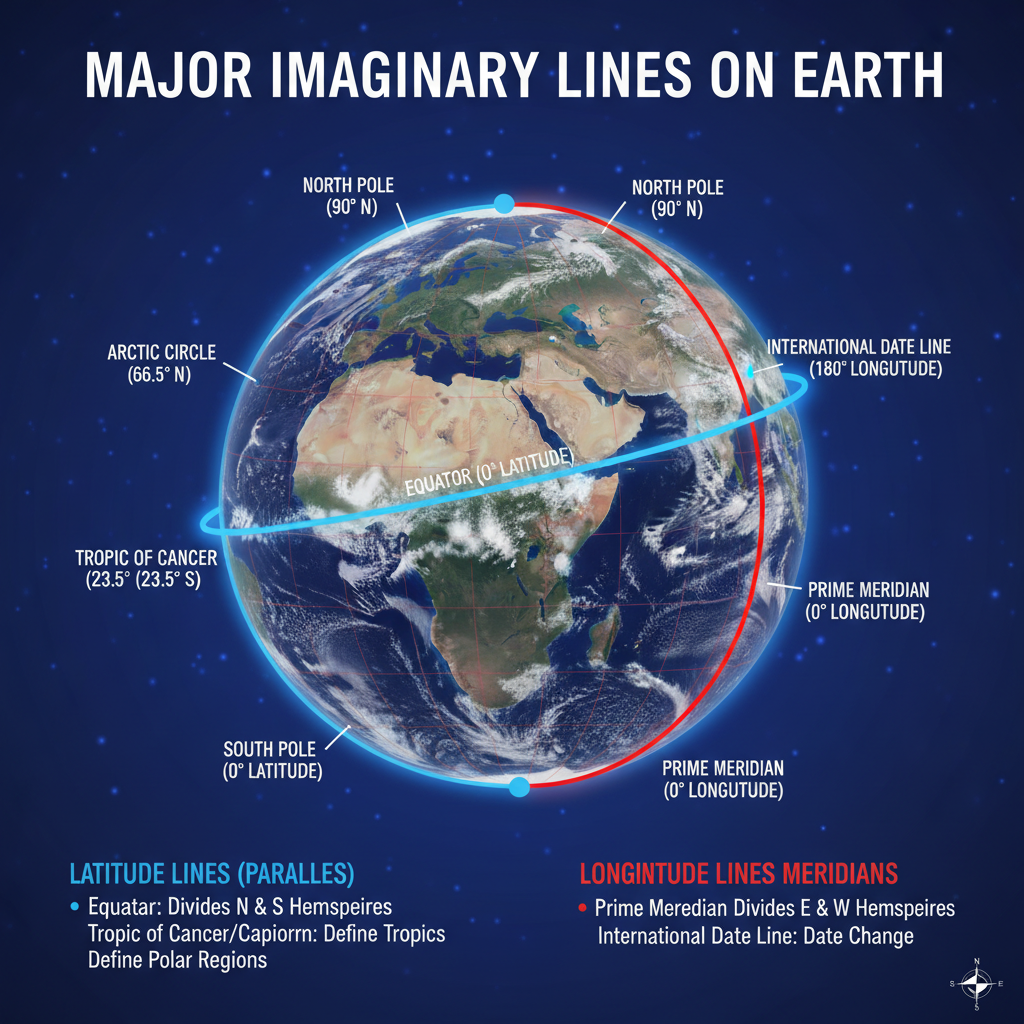 MAJOR IMAGINARY LINES ON EARTH
NORTH POLE
(90° N)
NORTH POLE
(90° N)
ARCTIC CIRCLE
(66.5° N)
INTERNATIONAL DATE LINE
(180° LONGUTUDE)
EQUATOR (0° LATITUDE)
TROPIC OF CANCER
(23.5° (23.5° S)
PRIME MERIDIAN
(0° LONGUTUDE)
SOUTH POLE
(0° LATITUDE)
PRIME MERIDIAN
(0° LONGUTUDE)
LATITUDE LINES (PARALLES)
• Equatar: Divides N & S Hemspeires
Tropic of Cancer/Capiorrn: Define Tropics
Define Polar Regions
LONGINTUDE LINES MERIDIANS
• Prime Meredian Divides E & W Hemspeires
International Date Line: Date Change
N
S E
S